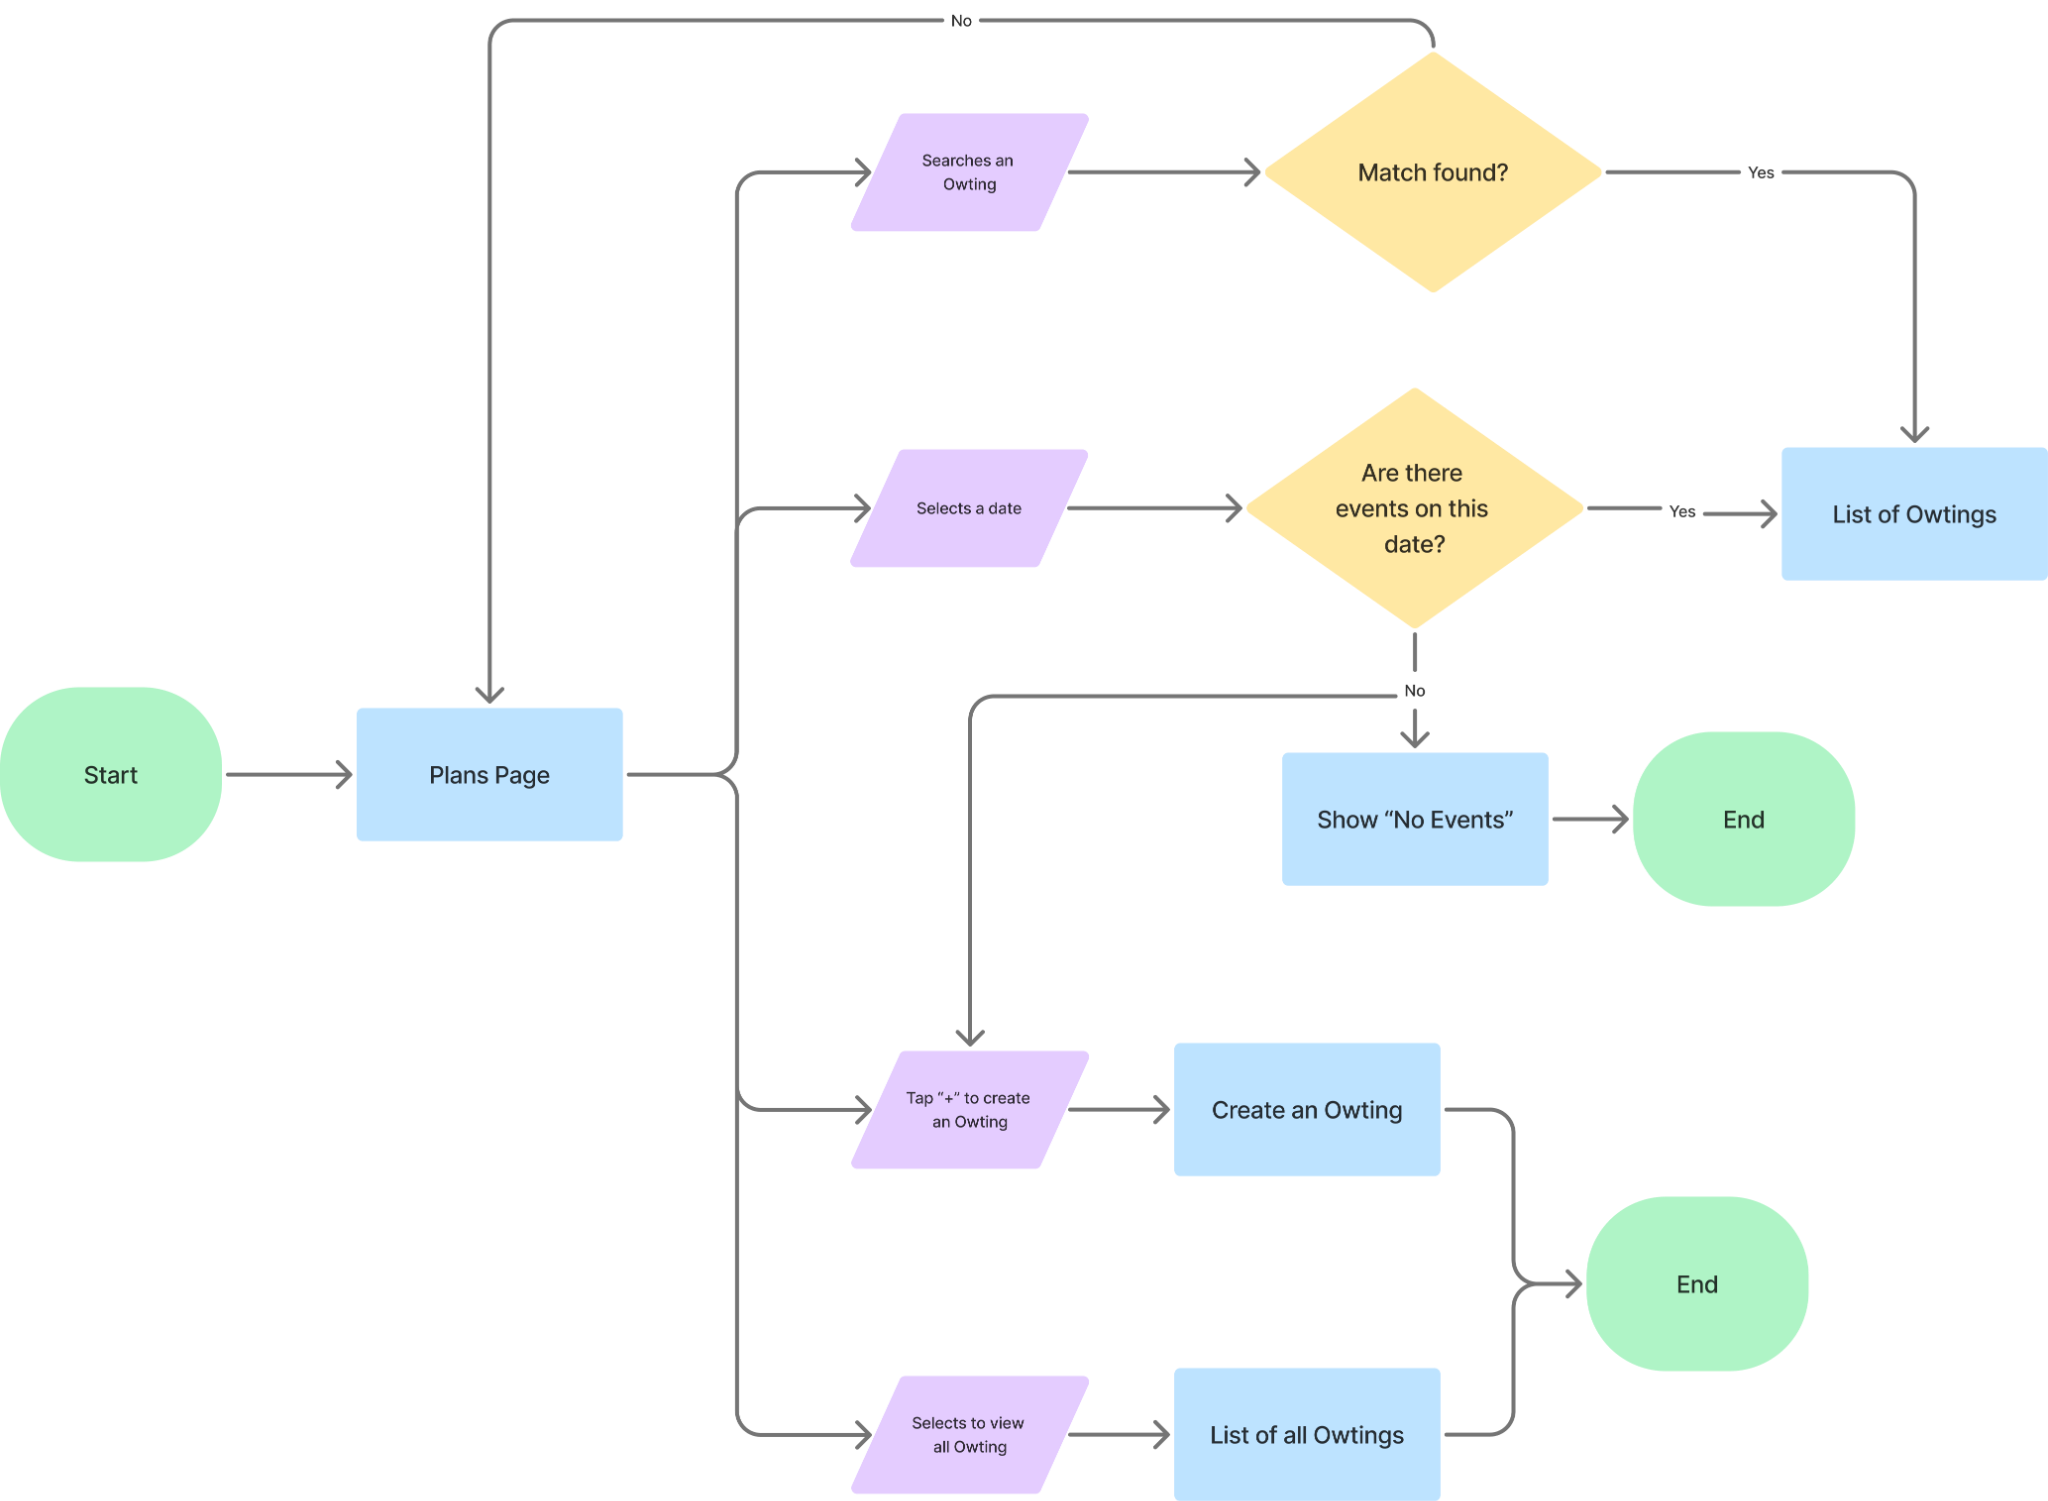 No
Searches an
Owting
Match found?
Yes
Selects a date
Are there
events on this
date?
Yes
List of Owtings
No
Start
Plans Page
Show “No Events”
End
Tap “+” to create
an Owting
Create an Owting
End
Selects to view
all Owting
List of all Owtings